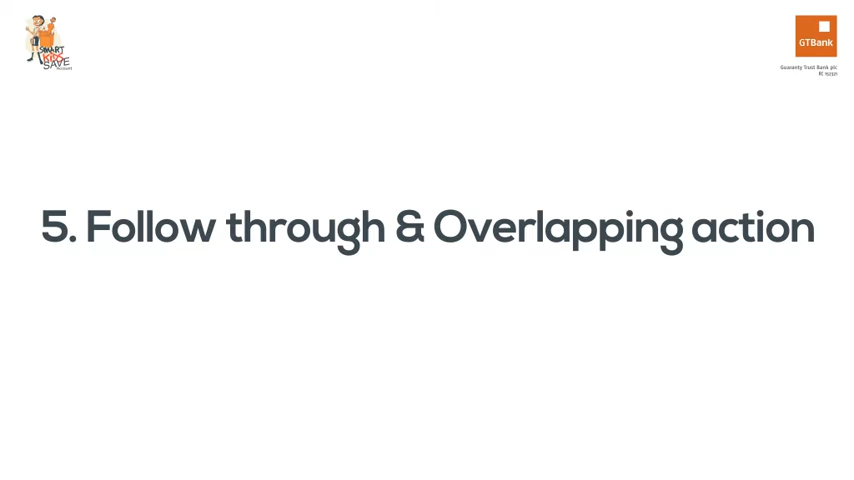 SMART
KIDS
SAVE
GTBank
Guaranty Trust Bank plc
5. Follow through & Overlapping action